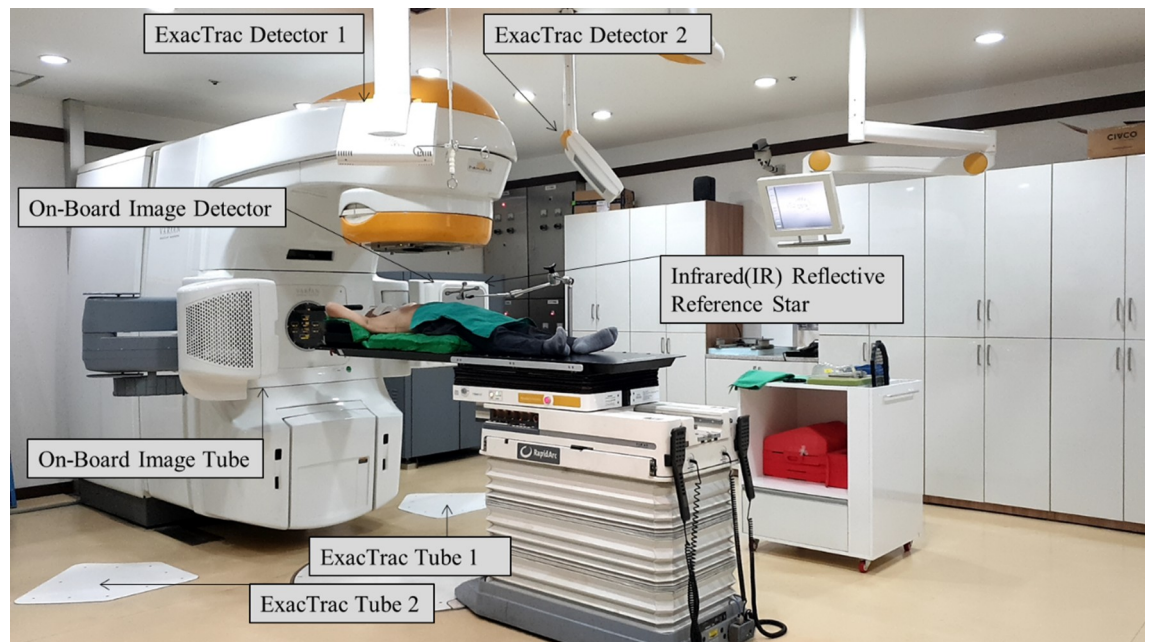 ExacTrac Detector 1
ExacTrac Detector 2
CIVCO
On-Board Image Detector
Infrared(IR) Reflective
Reference Star
On-Board Image Tube
RapidArc
ExacTrac Tube 1
ExacTrac Tube 2